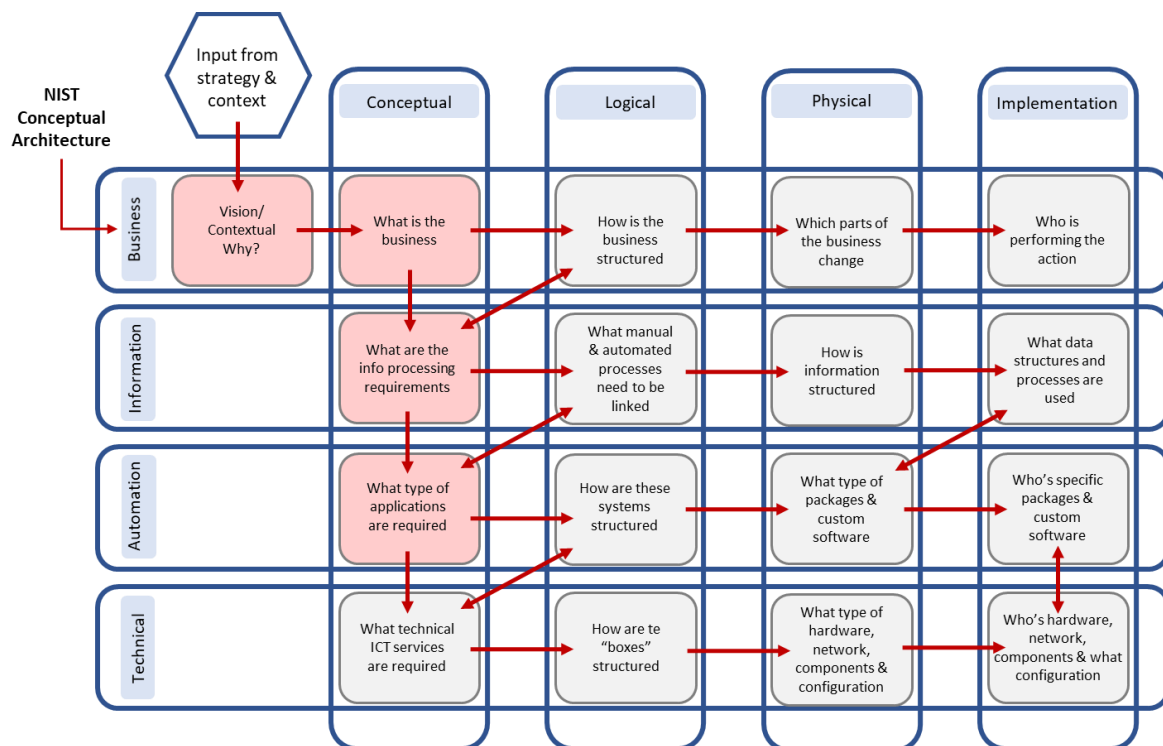 Input from
strategy &
context
NIST
Conceptual
Architecture
Conceptual
Logical
Physical
Implementation
Business
Vision/
Contextual
Why?
What is the
business
How is the
business
structured
Which parts of
the business
change
Who is
performing the
action
Information
What are the
info processing
requirements
What manual
& automated
processes
need to be
linked
How is
information
structured
What data
structures and
processes are
used
Automation
What type of
applications
are required
How are these
systems
structured
What type of
packages &
custom
software
Who's specific
packages &
custom
software
Technical
What technical
ICT services
are required
How are te
“boxes”
structured
What type of
hardware,
network,
components &
configuration
Who's hardware,
network,
components & what
configuration